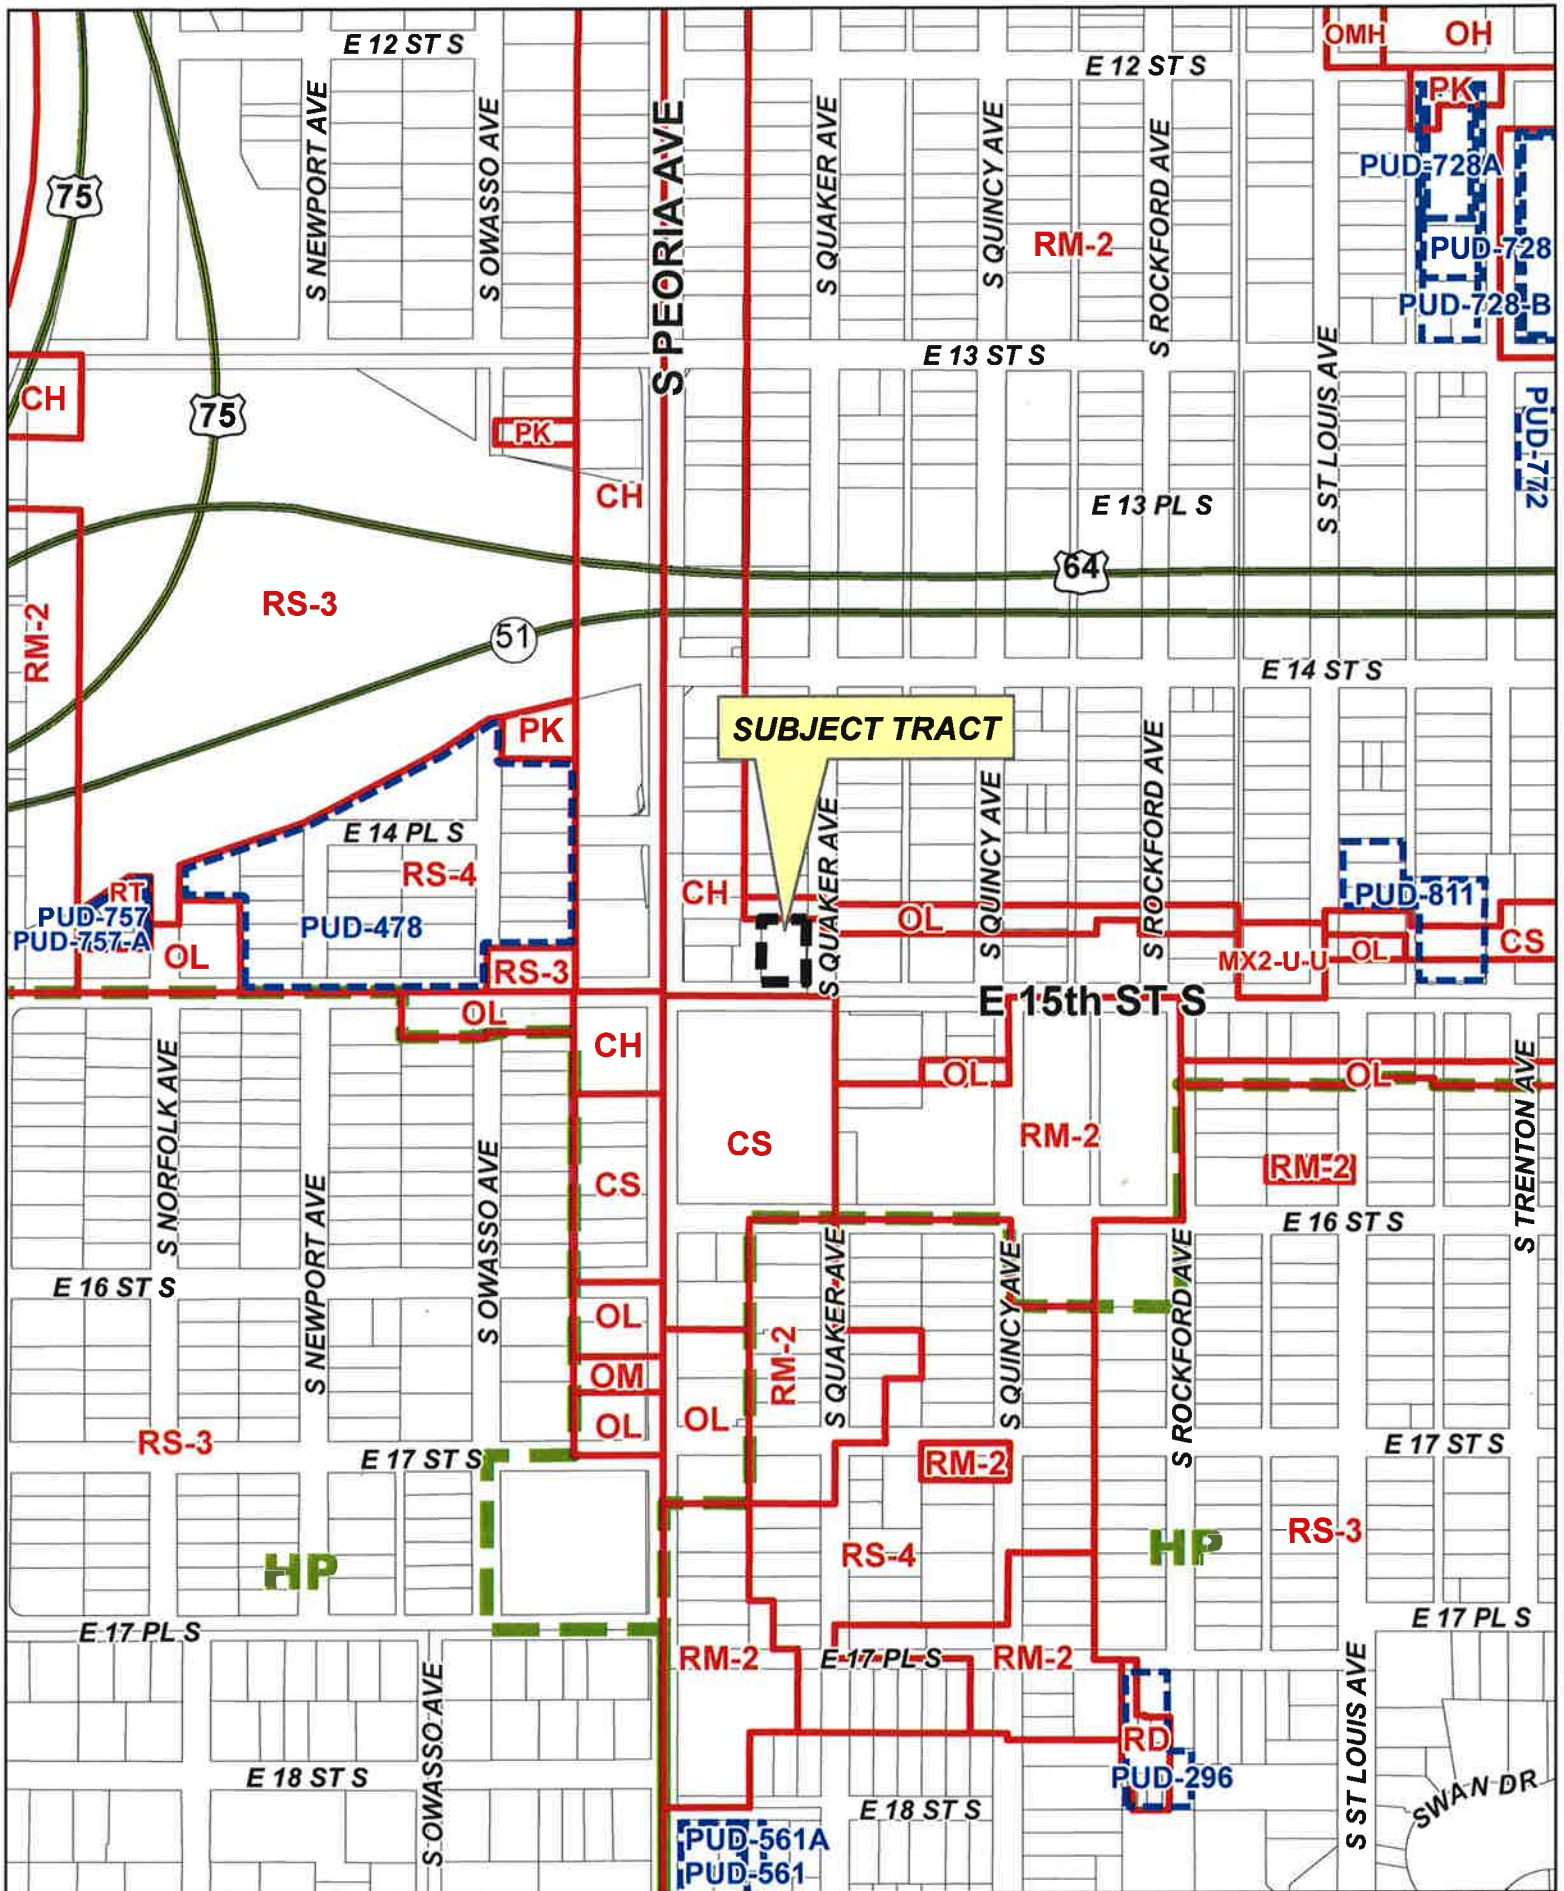 E 12 ST S
OMH
OH
E 12 ST S
PK
S NEWPORT AVE
S OWASSO AVE
S PEORIA AVE
S QUAKER AVE
S QUINCY AVE
S ROCKFORD AVE
PUD-728A
75
RM-2
PUD-728
PUD-728-B
E 13 ST S
S ST LOUIS AVE
CH
75
PK
PUD-772
CH
E 13 PL S
64
RS-3
RM-2
51
E 14 ST S
PK
SUBJECT TRACT
S QUAKER AVE
S QUINCY AVE
S ROCKFORD AVE
E 14 PL S
RS-4
RT
CH
PUD-811
PUD-757
PUD-478
OL
PUD-757-A
OL
RS-3
MX2-U-U
OL
CS
E 15th ST S
OL
CH
OL
OL
S NORFOLK AVE
S NEWPORT AVE
S OWASSO AVE
CS
CS
RM-2
RM-2
S TRENTON AVE
E 16 ST S
E 16 ST S
OL
RM-2
S QUAKER AVE
S QUINCY AVE
S ROCKFORD AVE
OM
OL
OL
RS-3
E 17 ST S
E 17 ST S
RM-2
RS-4
HP
RS-3
HP
E 17 PL S
E 17 PL S
RM-2
E 17 PL S
RM-2
S OWASSO AVE
S ST LOUIS AVE
RD
E 18 ST S
PUD-296
SWAN DR
E 18 ST S
PUD-561A
PUD-561